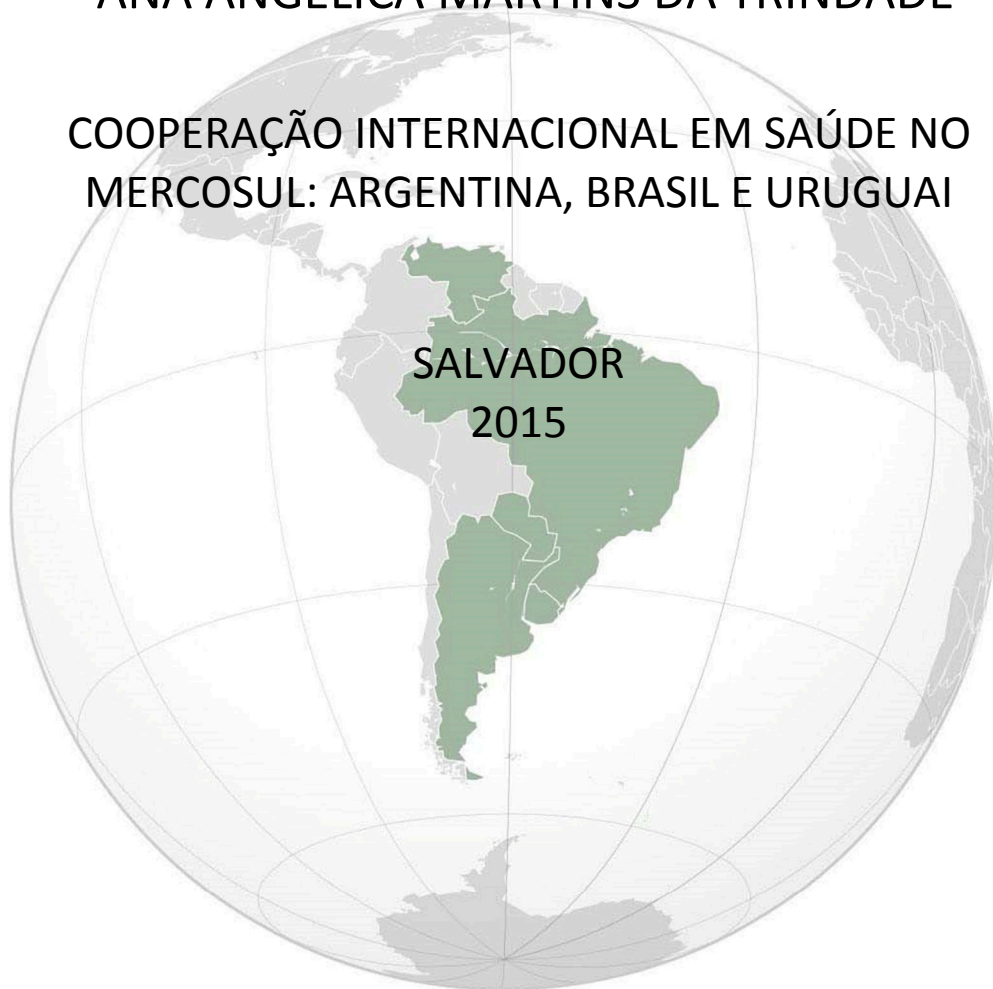 ANA ANGÉLICA MARTINS DA TRINDADE
COOPERAÇÃO INTERNACIONAL EM SAÚDE NO
MERCOSUL: ARGENTINA, BRASIL E URUGUAI
SALVADOR
2015